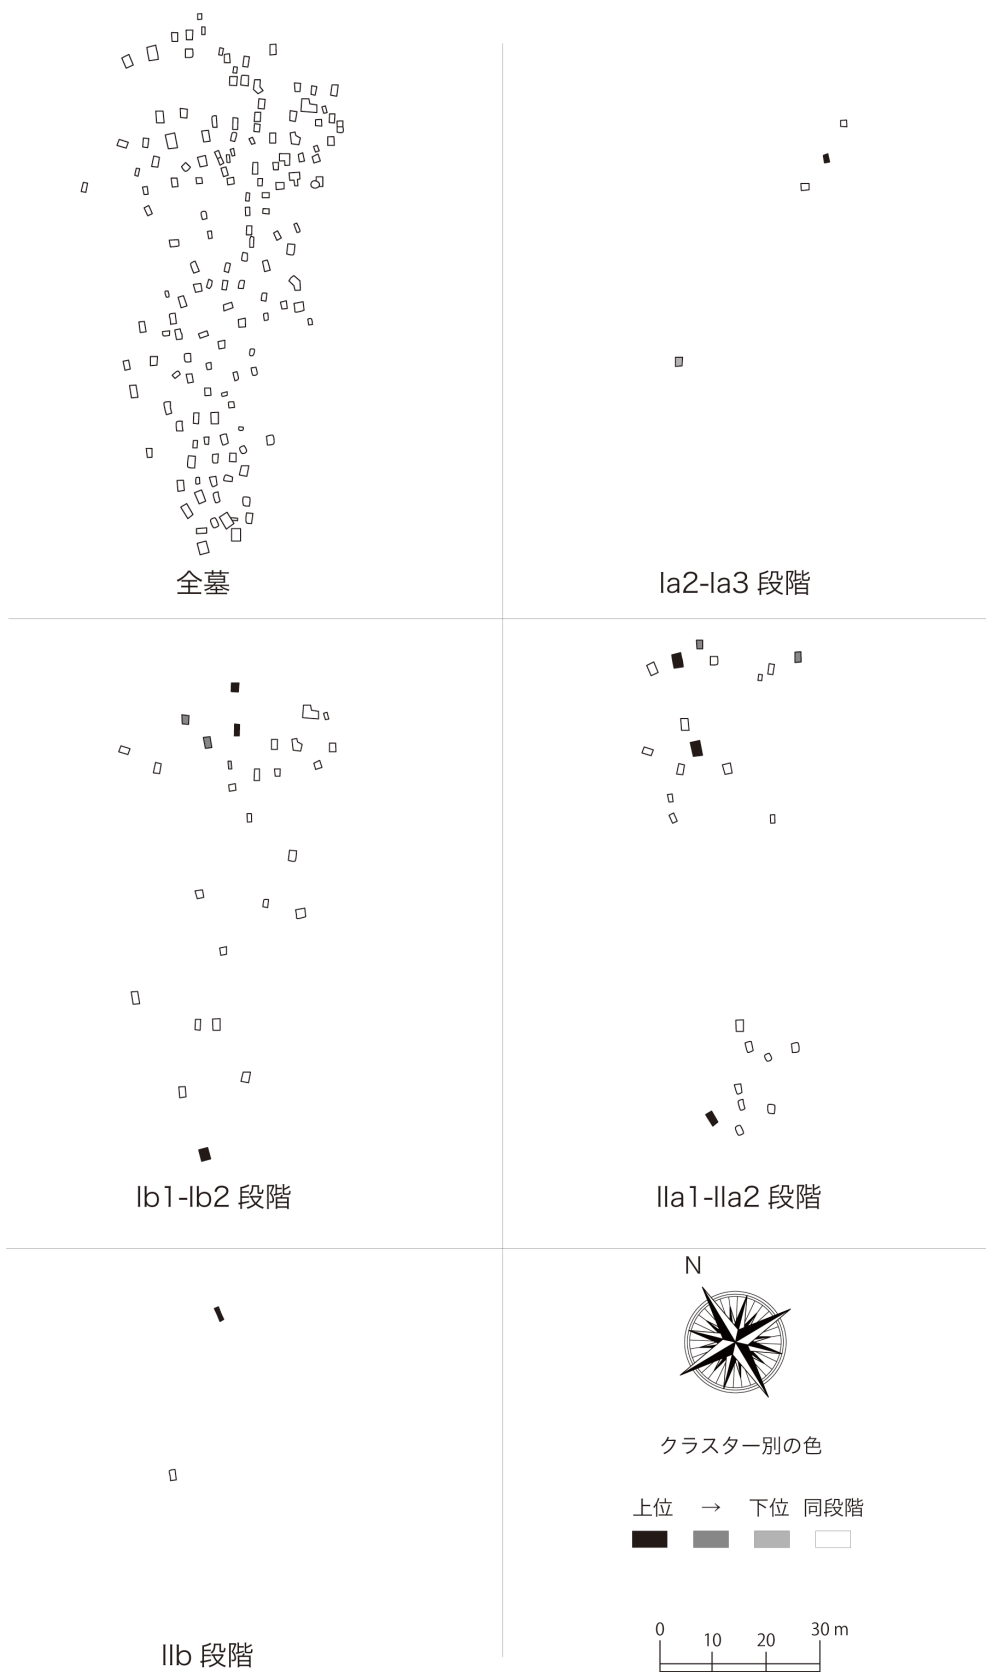 全墓
Ia2-Ia3 段階
Ib1-Ib2 段階
IIa1-IIa2 段階
IIb 段階
N
クラスター別の色
上位 → 下位 同段階
0 10 20 30 m